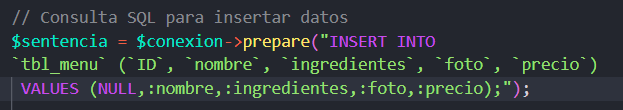 // Consulta SQL para insertar datos
$sentencia = $conexion->prepare("INSERT INTO
`tbl_menu` (`ID`, `nombre`, `ingredientes`, `foto`, `precio`)
VALUES (NULL,:nombre,:ingredientes,:foto,:precio);");